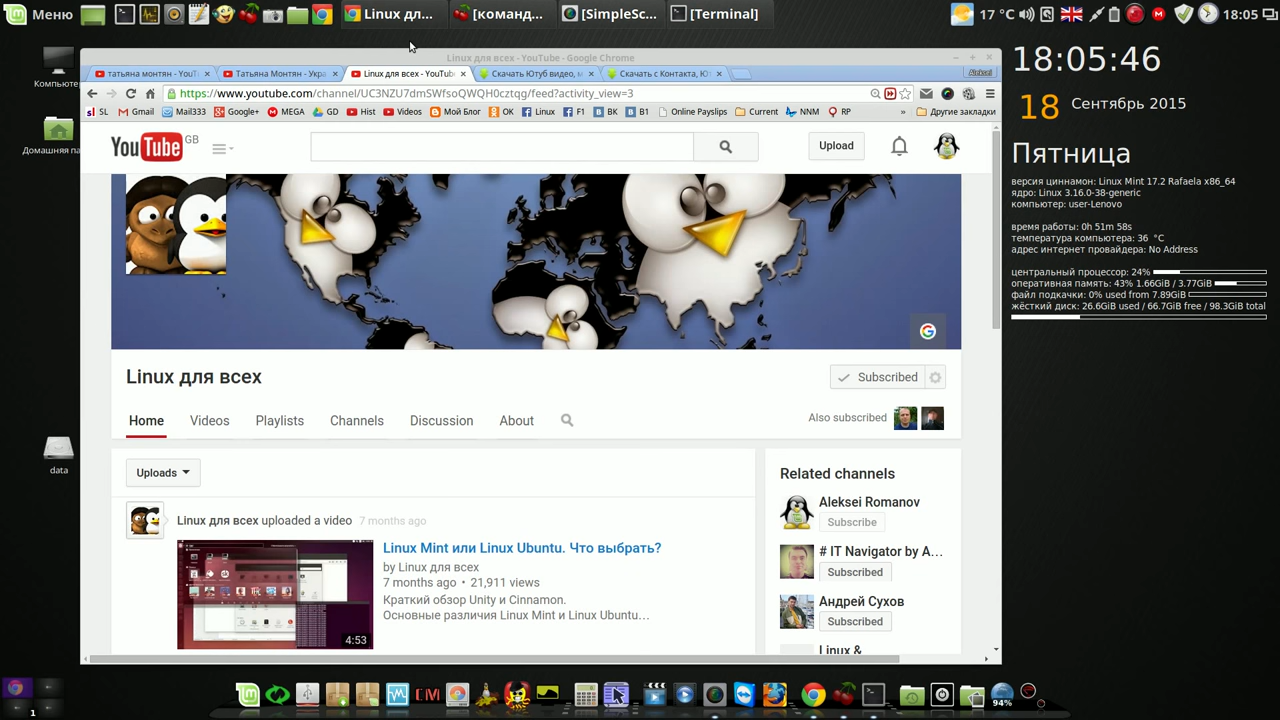 Меню
Linux дл...
[команд...
[SimpleSc...
[Terminal]
17 °C
18:05
Компьюте
Домашняя па
data
Linux для всех - YouTube - Google Chrome
татьяна монтян - YouT
Татьяна Монтян - Укра
Linux для всех - YouTub
Скачать Ютуб видео, м
Скачать с Контакта, Ют
Aleksei
https://www.youtube.com/channel/UC3NZU7dmSWfsoQWQH0cztqg/feed?activity_view=3
SL
Gmail
Mail333
Google+
MEGA
GD
Hist
Videos
Мой Блог
OK
Linux
F1
ВК
B1
Online Payslips
Current
NNM
RP
»
Другие закладки
YouTube GB
Upload
Linux для всех
Subscribed
Home
Videos
Playlists
Channels
Discussion
About
Also subscribed
Uploads
Linux для всех uploaded a video 7 months ago
Linux Mint или Linux Ubuntu. Что выбрать?
by Linux для всех
7 months ago • 21,911 views
Краткий обзор Unity и Cinnamon.
Основные различия Linux Mint и Linux Ubuntu...
4:53
Related channels
Aleksei Romanov
Subscribe
# IT Navigator by A...
Subscribed
Андрей Сухов
Subscribed
Linux &
18:05:46
18 Сентябрь 2015
Пятница
версия циннамон: Linux Mint 17.2 Rafaela x86_64
ядро: Linux 3.16.0-38-generic
компьютер: user-Lenovo
время работы: 0h 51m 58s
температура компьютера: 36 °C
адрес интернет провайдера: No Address
центральный процессор: 24%
оперативная память: 43% 1.66GiB / 3.77GiB
файл подкачки: 0% used from 7.89GiB
жёсткий диск: 26.6GiB used / 66.7GiB free / 98.3GiB total
1
94%